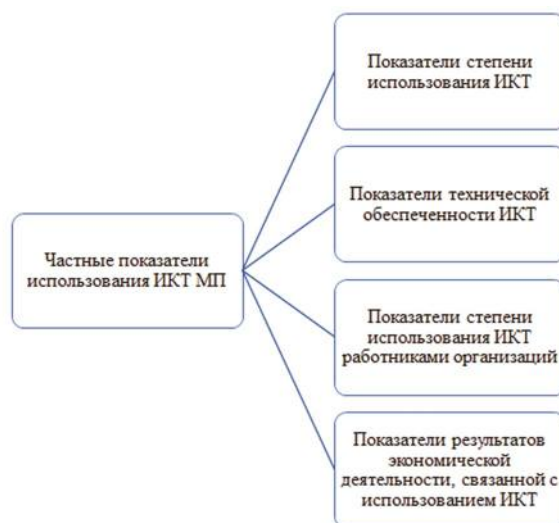 Частные показатели
использования ИКТ МП
Показатели степени
использования ИКТ
Показатели технической
обеспеченности ИКТ
Показатели степени
использования ИКТ
работниками организаций
Показатели результатов
экономической
деятельности, связанной с
использованием ИКТ